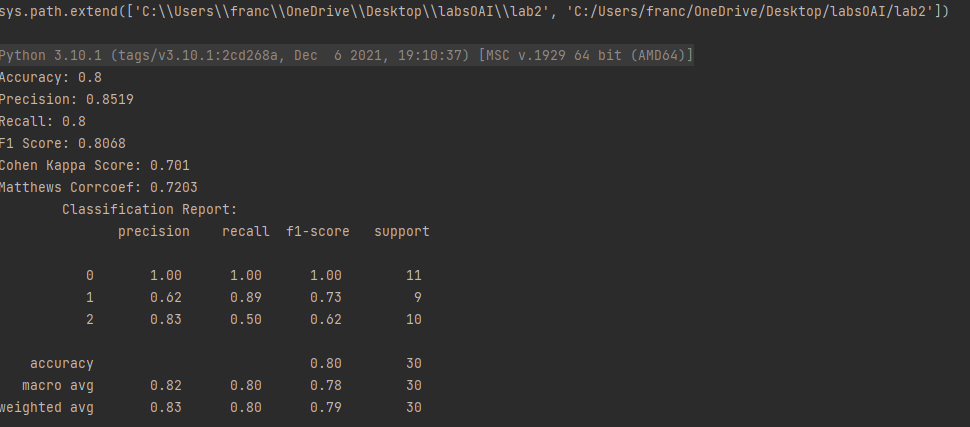 sys.path.extend(['C:\\Users\\franc\\OneDrive\\Desktop\\labsOAI\\lab2', 'C:/Users/franc/OneDrive/Desktop/labsOAI/lab2'])
Python 3.10.1 (tags/v3.10.1:2cd268a, Dec  6 2021, 19:10:37) [MSC v.1929 64 bit (AMD64)]
Accuracy: 0.8
Precision: 0.8519
Recall: 0.8
F1 Score: 0.8068
Cohen Kappa Score: 0.701
Matthews Corrcoef: 0.7203
        Classification Report:
               precision    recall  f1-score   support

           0       1.00      1.00      1.00        11
           1       0.62      0.89      0.73         9
           2       0.83      0.50      0.62        10

    accuracy                           0.80        30
   macro avg       0.82      0.80      0.78        30
weighted avg       0.83      0.80      0.79        30